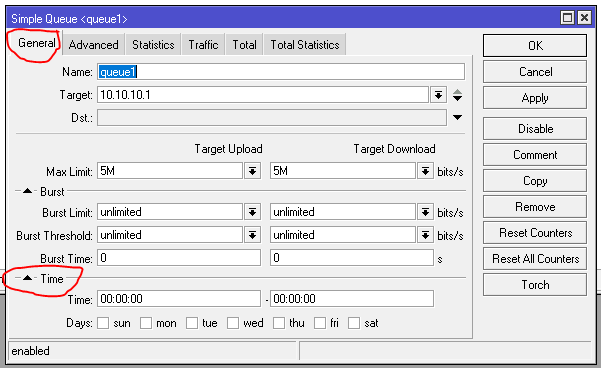 Simple Queue <queue1>
General Advanced Statistics Traffic Total Total Statistics
Name: queue1
Target: 10.10.10.1
Dst.:
Target Upload Target Download
Max Limit: 5M 5M bits/s
Burst
Burst Limit: unlimited unlimited bits/s
Burst Threshold: unlimited unlimited bits/s
Burst Time: 0 0 s
Time
Time: 00:00:00 - 00:00:00
Days: sun mon tue wed thu fri sat
enabled
OK
Cancel
Apply
Disable
Comment
Copy
Remove
Reset Counters
Reset All Counters
Torch